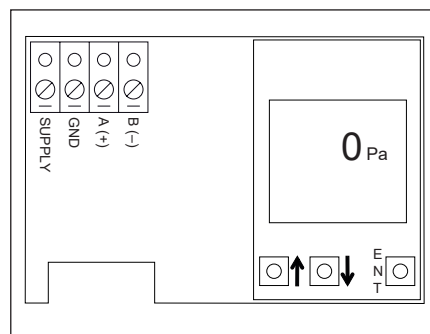 SUPPLY
GND
A (+)
B (–)
0 Pa
ENT